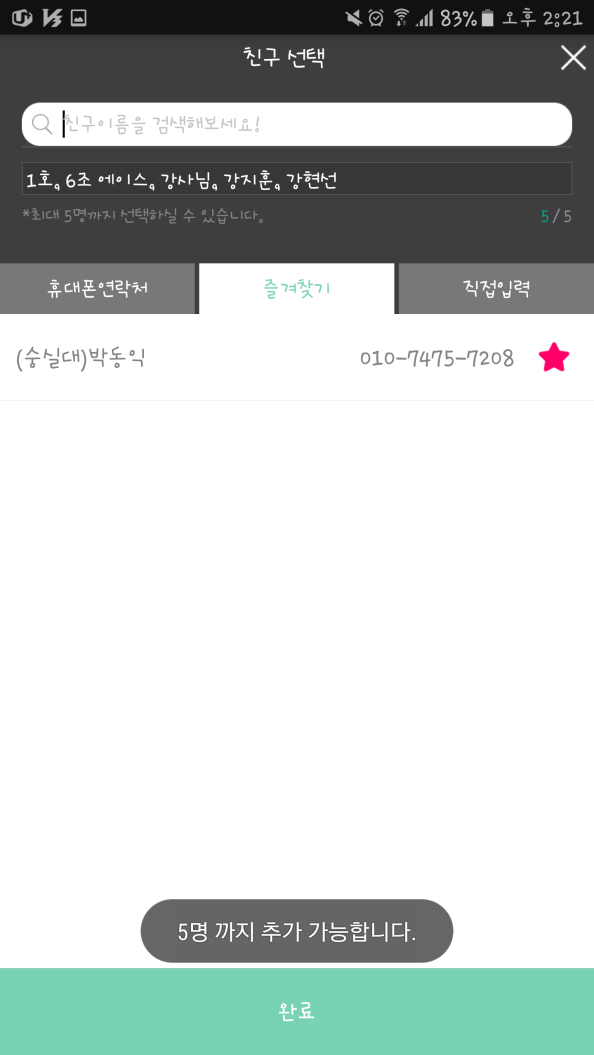 83% 오후 2:21
친구 선택
친구이름을 검색해보세요!
1호, 6조 에이스, 강사님, 강지훈, 강현선
*최대 5명까지 선택하실 수 있습니다. 5/5
휴대폰연락처 즐겨찾기 직접입력
(숭실대)박동익 010-7475-7208
5명 까지 추가 가능합니다.
완료